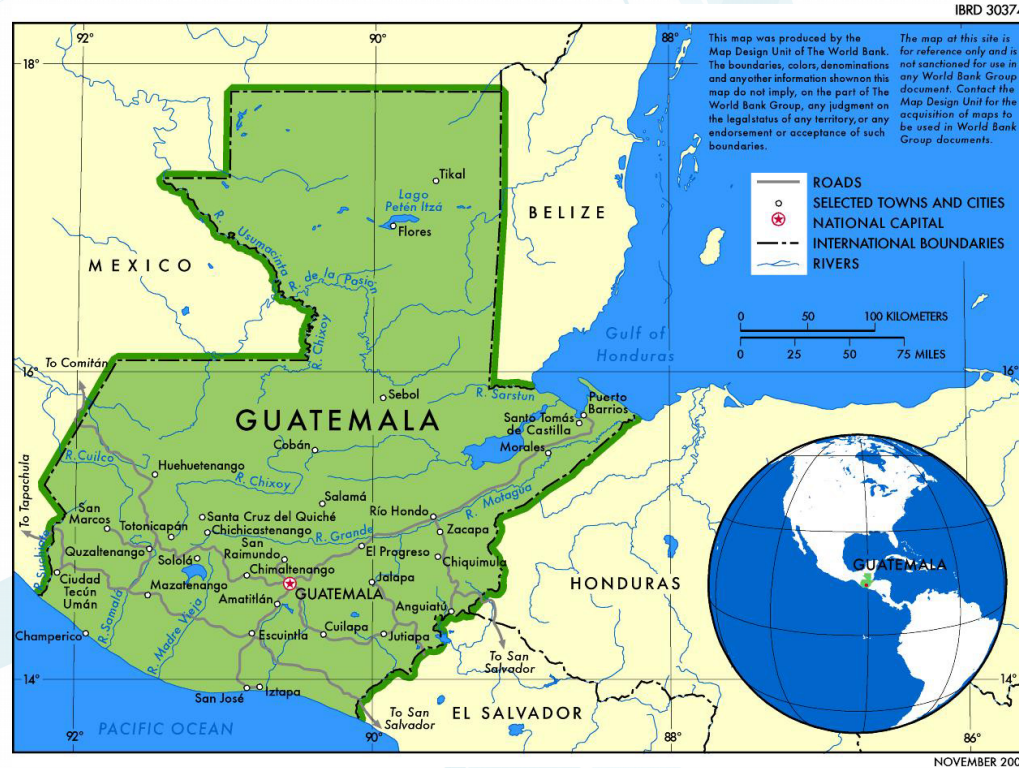 IBRD 3037
92°
90°
88°
18°
This map was produced by the
Map Design Unit of The World Bank.
The boundaries, colors, denominations
and any other information shown on this
map do not imply, on the part of The
World Bank Group, any judgment on
the legal status of any territory, or any
endorsement or acceptance of such
boundaries.
The map at this site is
for reference only and is
not sanctioned for use in
any World Bank Group
document. Contact the
Map Design Unit for the
acquisition of maps to
be used in World Bank
Group documents.
ROADS
SELECTED TOWNS AND CITIES
NATIONAL CAPITAL
INTERNATIONAL BOUNDARIES
RIVERS
0 50 100 KILOMETERS
0 25 50 75 MILES
Tikal
Lago
Petén Itzá
Flores
BELIZE
MEXICO
R. Usumacinta
R. de la Pasion
R. Chixoy
Gulf of
Honduras
To Comitán
16°
16°
Sebol
R. Sarstun
Puerto
Barrios
Santo Tomás
de Castilla
GUATEMALA
Cobán
Morales
R. Cuilco
Huehuetenango
R. Chixoy
To Tapachula
San
Marcos
Totonicapán
Salamá
Santa Cruz del Quiché
Chichicastenango
Río Hondo
R. Motagua
R. Grande
Zacapa
Quzaltenango
Sololá
San
Raimundo
El Progreso
Chiquimula
Chimaltenango
R. Suchiate
Ciudad
Tecún
Umán
Mazatenango
Jalapa
GUATEMALA
Amatitlán
Anguiatú
HONDURAS
R. Samalá
R. Madre Vieja
Champerico
Escuintla
Cuilapa
Jutiapa
To San
Salvador
14°
14°
San José
Iztapa
To San
Salvador
EL SALVADOR
PACIFIC OCEAN
GUATEMALA
92°
90°
88°
86°
NOVEMBER 200